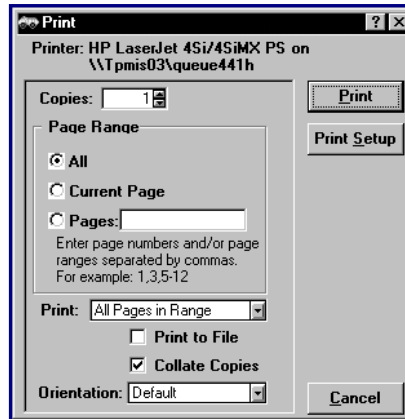 Print
Printer: HP LaserJet 4Si/4SiMX PS on
\\Tpmis03\queue441h
Copies: 1
Print
Page Range
Print Setup
All
Current Page
Pages:
Enter page numbers and/or page
ranges separated by commas.
For example: 1,3,5-12
Print: All Pages in Range
Print to File
Collate Copies
Orientation: Default
Cancel